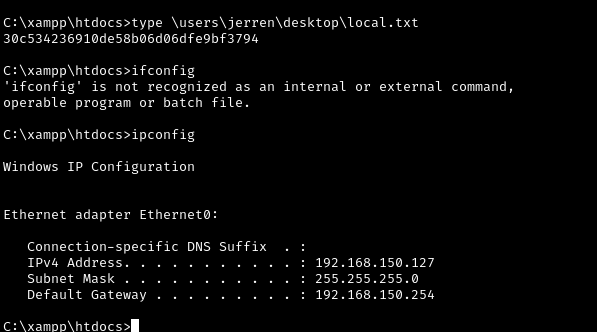 C:\xampp\htdocs>type \users\jerren\desktop\local.txt
30c534236910de58b06d06dfe9bf3794
C:\xampp\htdocs>ifconfig
'ifconfig' is not recognized as an internal or external command,
operable program or batch file.
C:\xampp\htdocs>ipconfig
Windows IP Configuration
Ethernet adapter Ethernet0:
   Connection-specific DNS Suffix  . :
   IPv4 Address. . . . . . . . . . . : 192.168.150.127
   Subnet Mask . . . . . . . . . . . : 255.255.255.0
   Default Gateway . . . . . . . . . : 192.168.150.254
C:\xampp\htdocs>